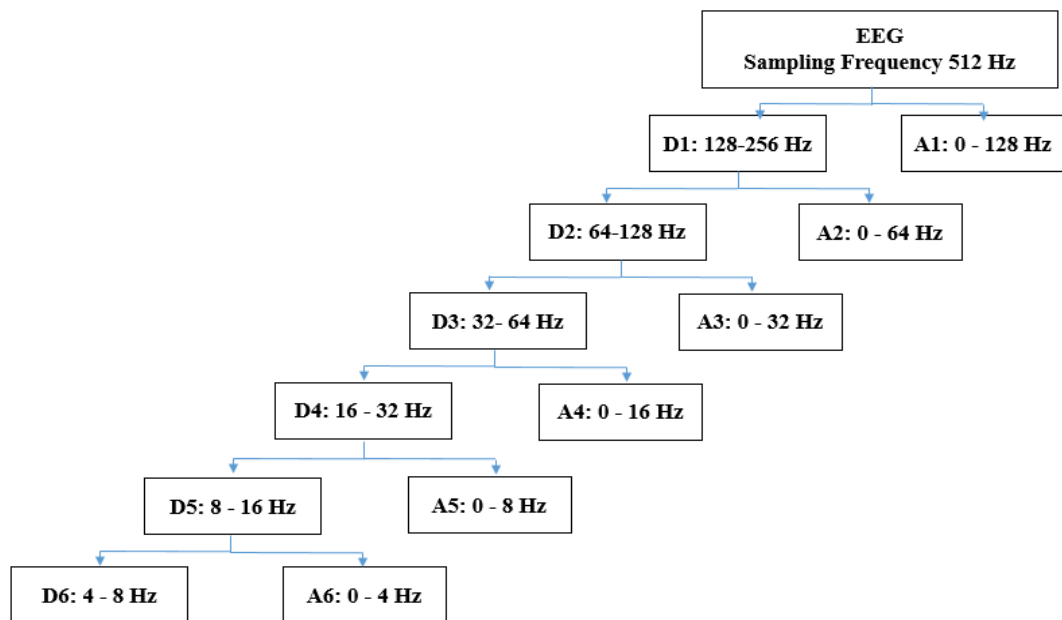 EEG
Sampling Frequency 512 Hz
D1: 128-256 Hz
A1: 0 - 128 Hz
D2: 64-128 Hz
A2: 0 - 64 Hz
D3: 32- 64 Hz
A3: 0 - 32 Hz
D4: 16 - 32 Hz
A4: 0 - 16 Hz
D5: 8 - 16 Hz
A5: 0 - 8 Hz
D6: 4 - 8 Hz
A6: 0 - 4 Hz